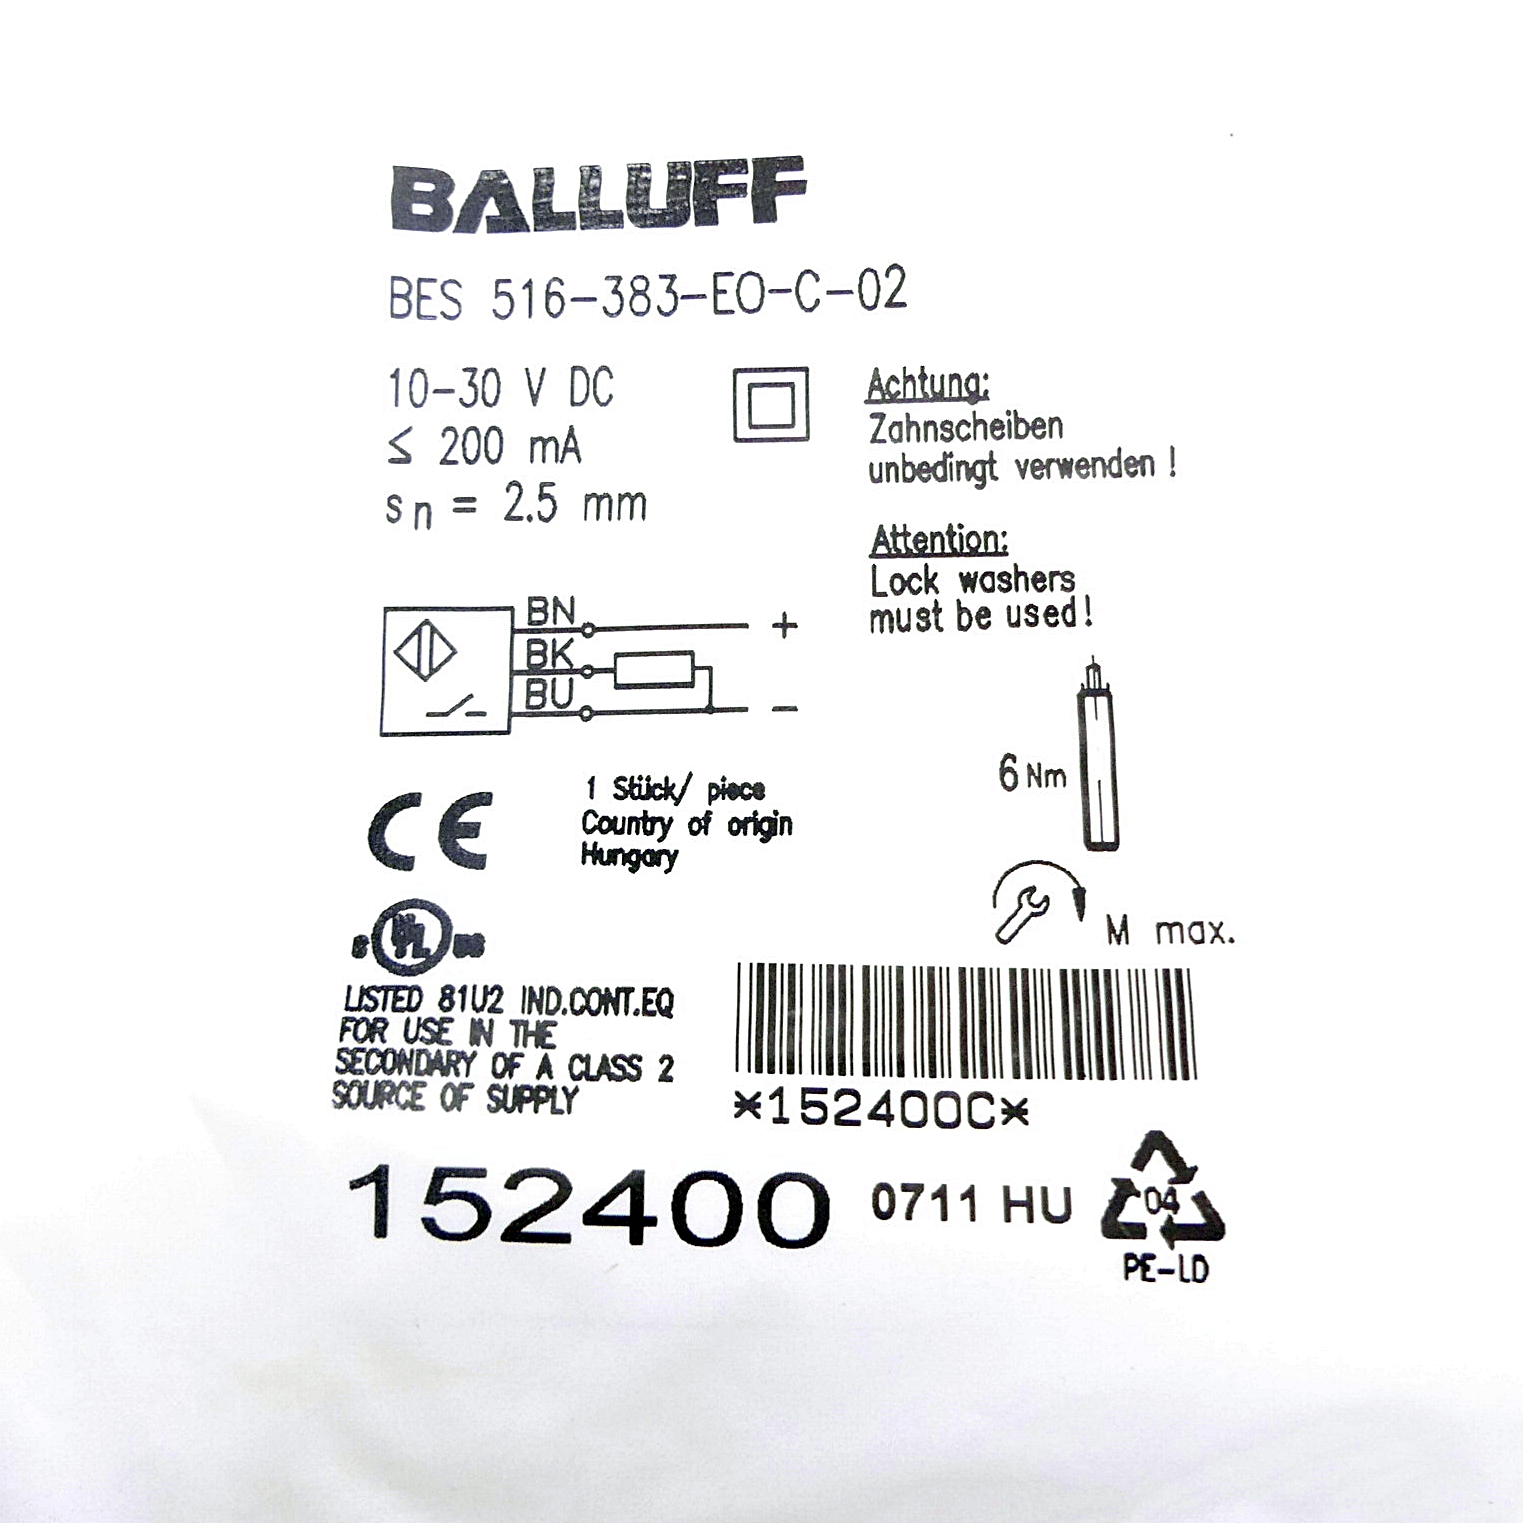 BALLUFF
BES 516-383-EO-C-02
10-30 V DC
≤ 200 mA
sn = 2.5 mm
Achtung:
Zahnscheiben
unbedingt verwenden !
Attention:
Lock washers
must be used!
BN +
BK
BU -
6 Nm
M max.
CE
1 Stück/ piece
Country of origin
Hungary
c UL us
LISTED 81U2 IND.CONT.EQ
FOR USE IN THE
SECONDARY OF A CLASS 2
SOURCE OF SUPPLY
*152400C*
152400 0711 HU
04
PE-LD